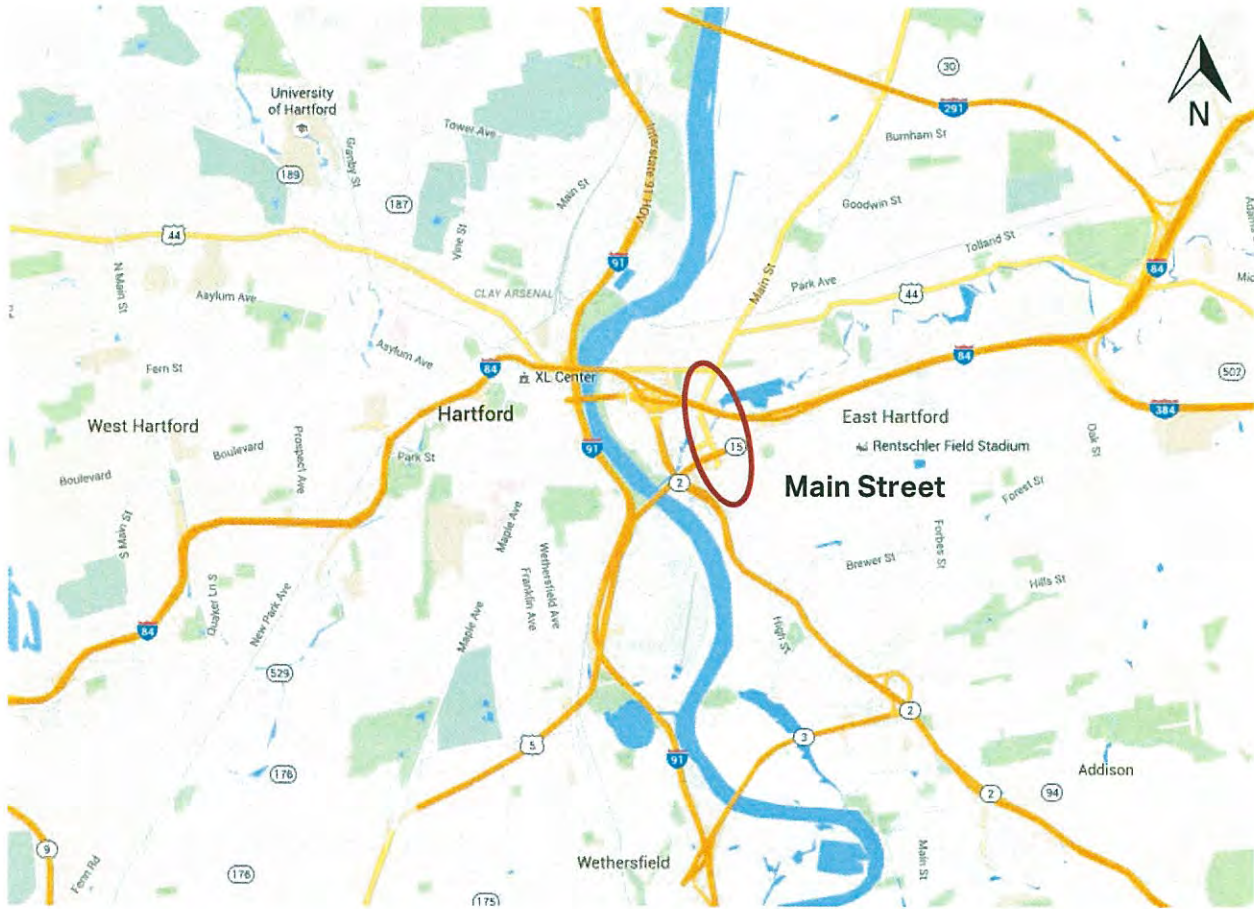 30
291
N
University
of Hartford
Burnham St
Tower Ave
Granby St
189
Interstate 91 HOV
Main St
187
Goodwin St
Vine St
44
Tolland St
N Main St
91
84
Main St
Park Ave
44
Asylum Ave
CLAY ARSENAL
Asylum Ave
84
84
Fern St
XL Center
502
384
Hartford
East Hartford
West Hartford
15
Rentschler Field Stadium
Prospect Ave
Boulevard
91
Oak St
Park St
Boulevard
2
Main Street
Forest St
S Main St
Maple Ave
Forbes St
Brewer St
Wethersfield Ave
Franklin Ave
Hills St
Quaker Ln S
New Park Ave
84
Maple Ave
High St
529
2
3
5
91
176
Addison
2
94
9
Wethersfield
Main St
Fenn Rd
176
175